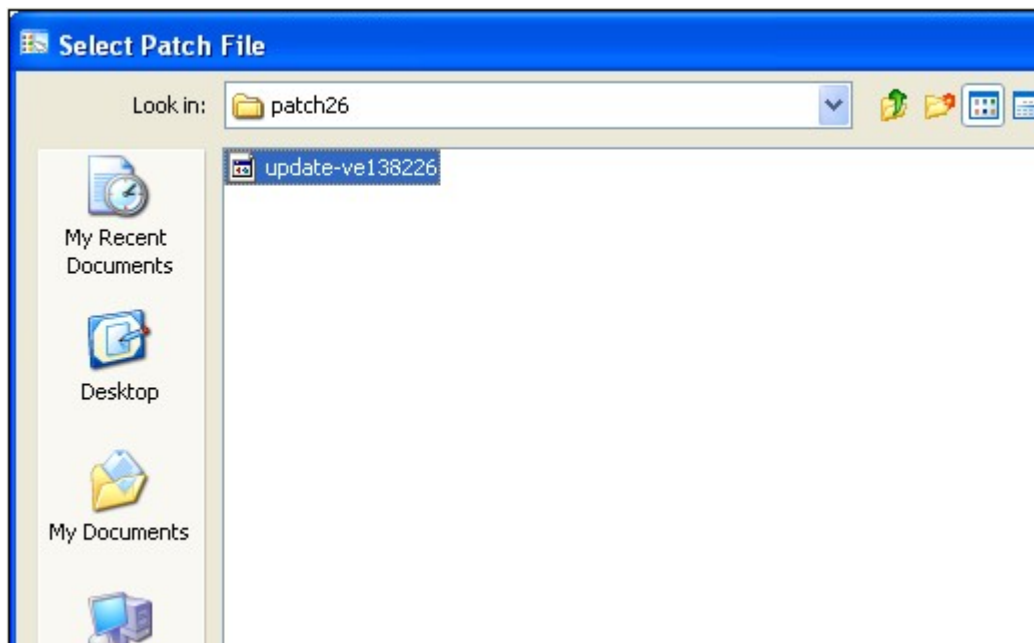 Select Patch File
Look in:
patch26
update-ve138226
My Recent
Documents
Desktop
My Documents